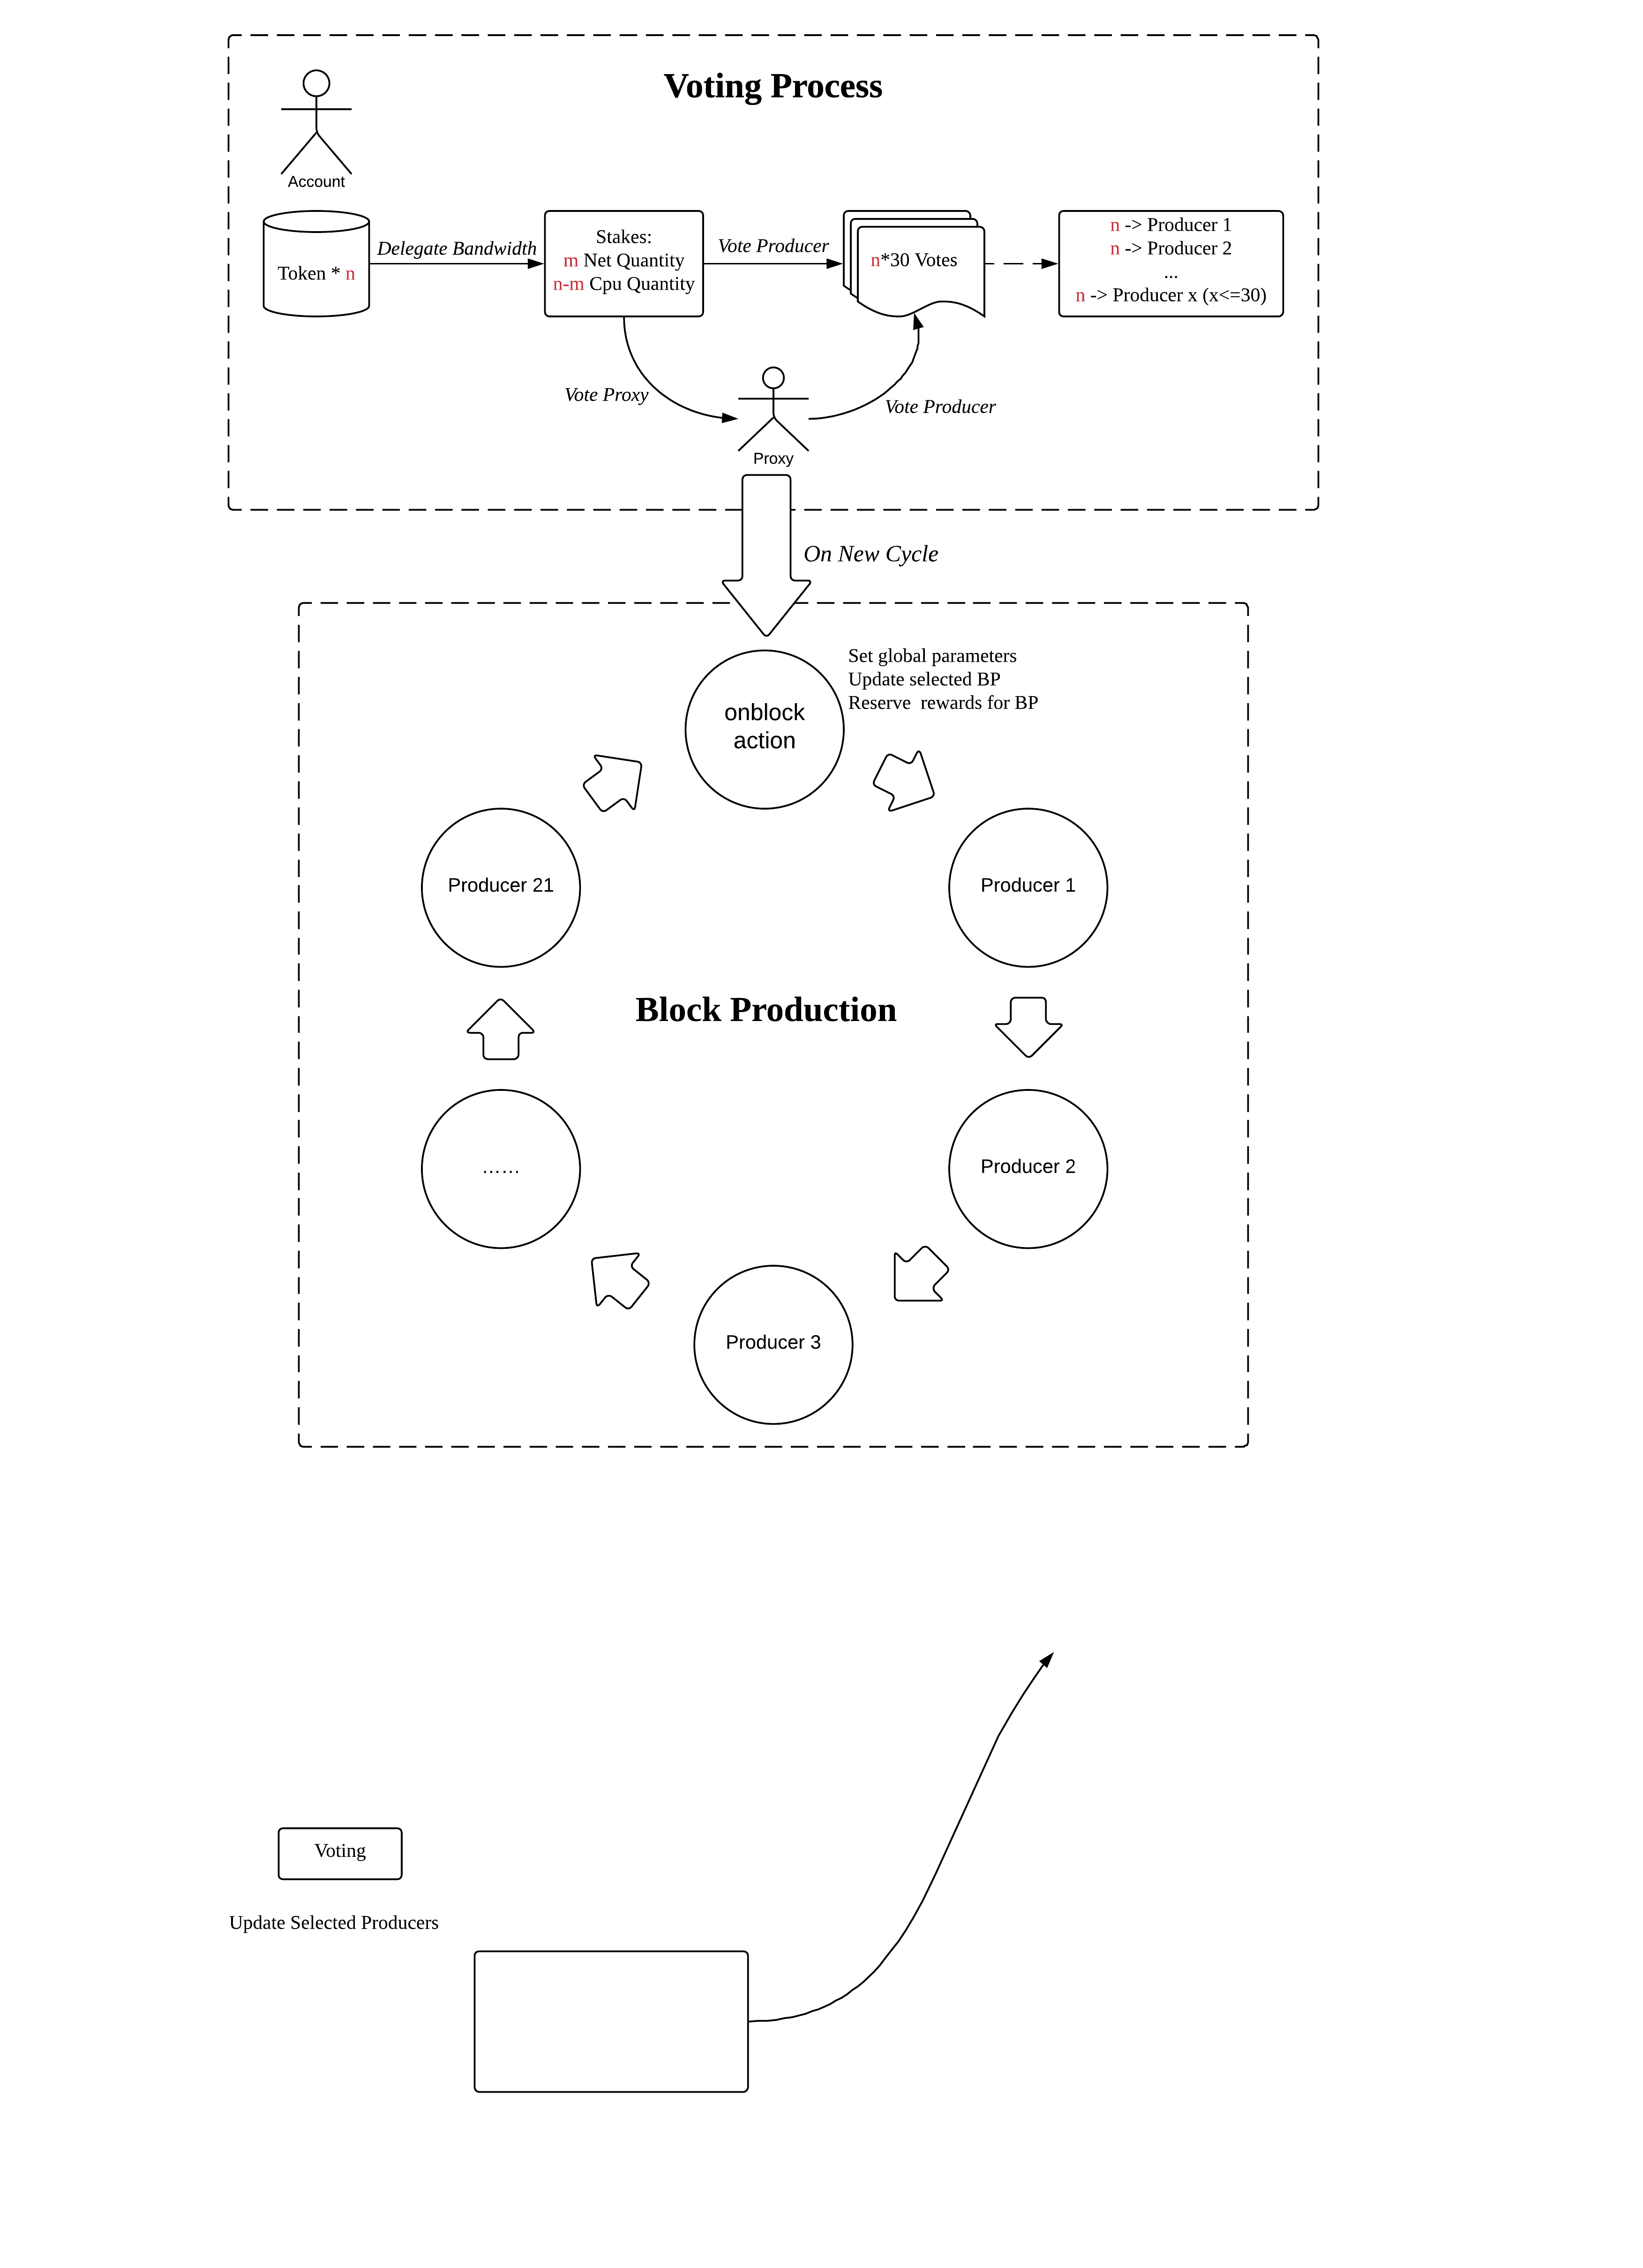 Voting Process
Account
Token * n
Delegate Bandwidth
Stakes:
m Net Quantity
n-m Cpu Quantity
Vote Producer
n*30 Votes
n -> Producer 1
n -> Producer 2
...
n -> Producer x (x<=30)
Vote Proxy
Proxy
Vote Producer
On New Cycle
onblock
action
Set global parameters
Update selected BP
Reserve  rewards for BP
Producer 21
Producer 1
Block Production
……
Producer 2
Producer 3
Voting
Update Selected Producers